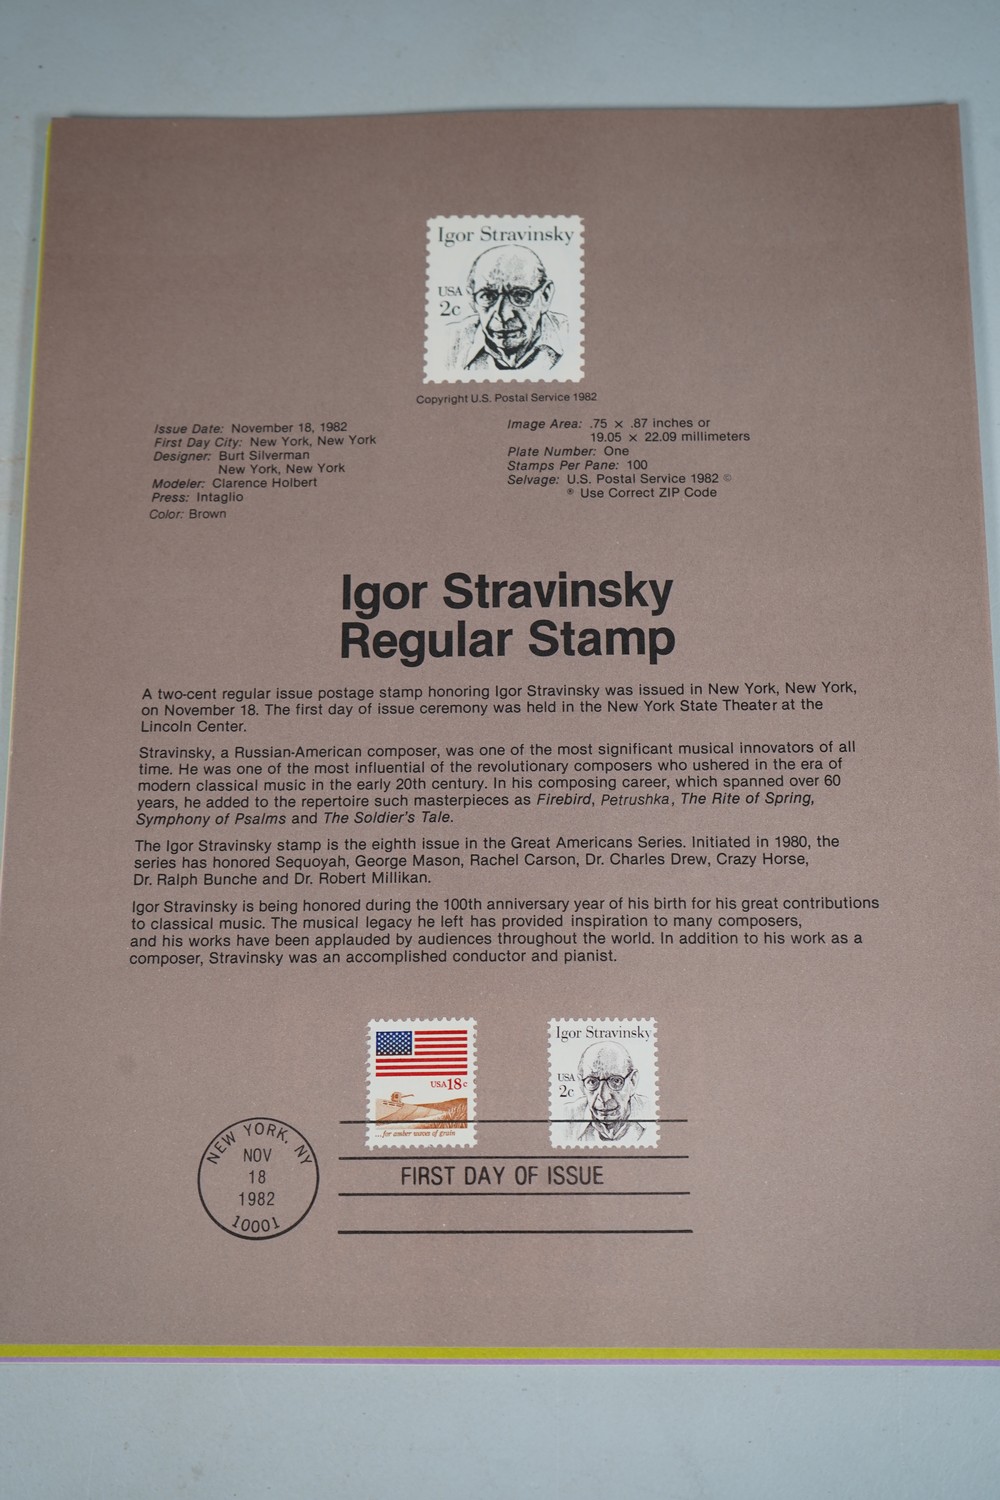 Igor Stravinsky
USA
2c
Copyright U.S. Postal Service 1982
Issue Date: November 18, 1982
First Day City: New York, New York
Designer: Burt Silverman
New York, New York
Modeler: Clarence Holbert
Press: Intaglio
Color: Brown
Image Area: .75 × .87 inches or
19.05 × 22.09 millimeters
Plate Number: One
Stamps Per Pane: 100
Selvage: U.S. Postal Service 1982 ©
® Use Correct ZIP Code
Igor Stravinsky
Regular Stamp
A two-cent regular issue postage stamp honoring Igor Stravinsky was issued in New York, New York,
on November 18. The first day of issue ceremony was held in the New York State Theater at the
Lincoln Center.
Stravinsky, a Russian-American composer, was one of the most significant musical innovators of all
time. He was one of the most influential of the revolutionary composers who ushered in the era of
modern classical music in the early 20th century. In his composing career, which spanned over 60
years, he added to the repertoire such masterpieces as Firebird, Petrushka, The Rite of Spring,
Symphony of Psalms and The Soldier's Tale.
The Igor Stravinsky stamp is the eighth issue in the Great Americans Series. Initiated in 1980, the
series has honored Sequoyah, George Mason, Rachel Carson, Dr. Charles Drew, Crazy Horse,
Dr. Ralph Bunche and Dr. Robert Millikan.
Igor Stravinsky is being honored during the 100th anniversary year of his birth for his great contributions
to classical music. The musical legacy he left has provided inspiration to many composers,
and his works have been applauded by audiences throughout the world. In addition to his work as a
composer, Stravinsky was an accomplished conductor and pianist.
USA 18c
...for amber waves of grain
Igor Stravinsky
USA
2c
NEW YORK, NY
NOV
18
1982
10001
FIRST DAY OF ISSUE